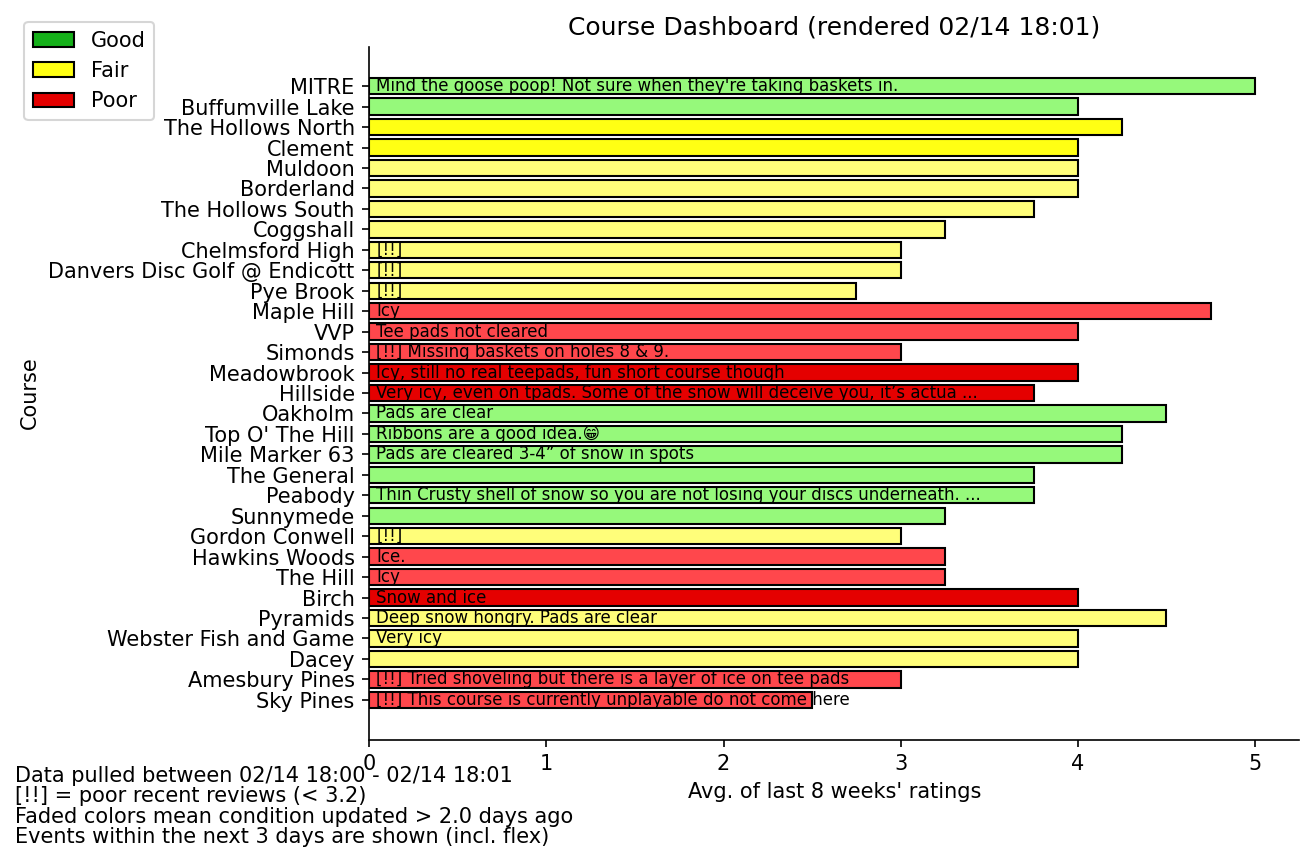 Course Dashboard (rendered 02/14 18:01)
Good
Fair
Poor
MITRE Mind the goose poop! Not sure when they're taking baskets in.
Buffumville Lake
The Hollows North
Clement
Muldoon
Borderland
The Hollows South
Coggshall
Chelmsford High [!!]
Danvers Disc Golf @ Endicott [!!]
Pye Brook [!!]
Maple Hill Icy
VVP Tee pads not cleared
Simonds [!!] Missing baskets on holes 8 & 9.
Meadowbrook Icy, still no real teepads, fun short course though
Hillside Very icy, even on tpads. Some of the snow will deceive you, it’s actua ...
Oakholm Pads are clear
Top O' The Hill Ribbons are a good idea.😁
Mile Marker 63 Pads are cleared 3-4” of snow in spots
The General
Peabody Thin Crusty shell of snow so you are not losing your discs underneath. ...
Sunnymede
Gordon Conwell [!!]
Hawkins Woods Ice.
The Hill Icy
Birch Snow and ice
Pyramids Deep snow hongry. Pads are clear
Webster Fish and Game Very icy
Dacey
Amesbury Pines [!!] Tried shoveling but there is a layer of ice on tee pads
Sky Pines [!!] This course is currently unplayable do not come here
Course
0 1 2 3 4 5
Avg. of last 8 weeks' ratings
Data pulled between 02/14 18:00 - 02/14 18:01
[!!] = poor recent reviews (< 3.2)
Faded colors mean condition updated > 2.0 days ago
Events within the next 3 days are shown (incl. flex)